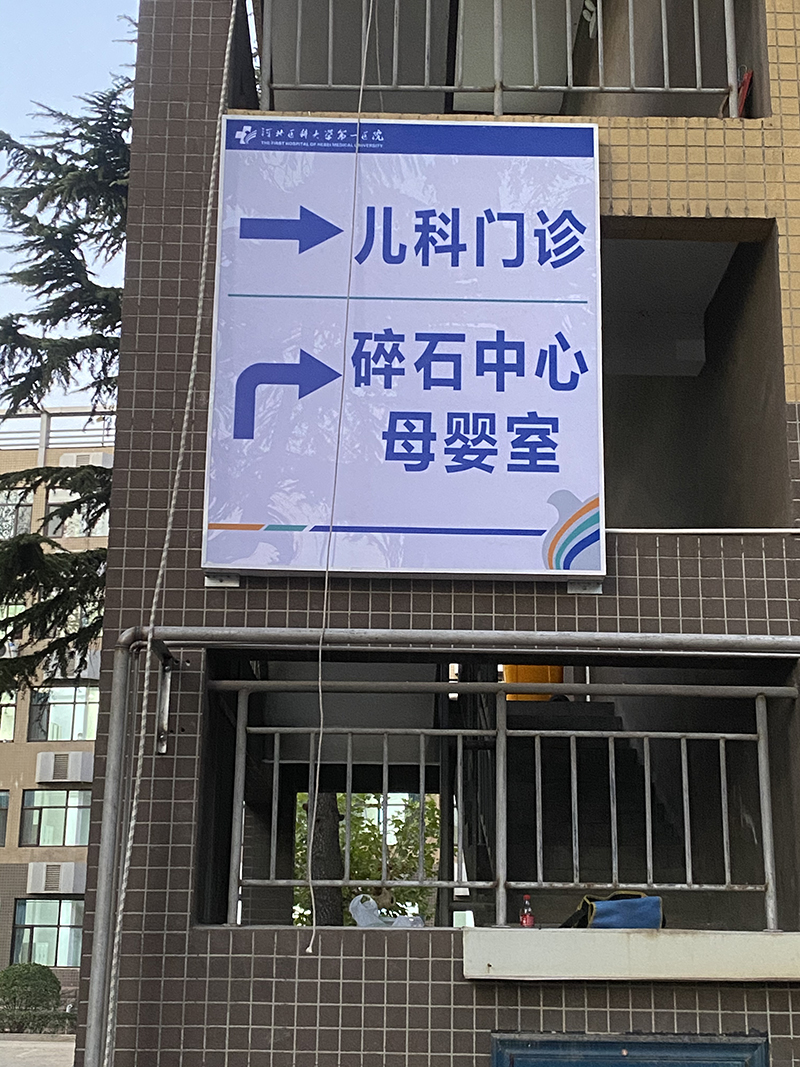 河北医科大学第一医院
THE FIRST HOSPITAL OF HEBEI MEDICAL UNIVERSITY
儿科门诊
碎石中心
母婴室